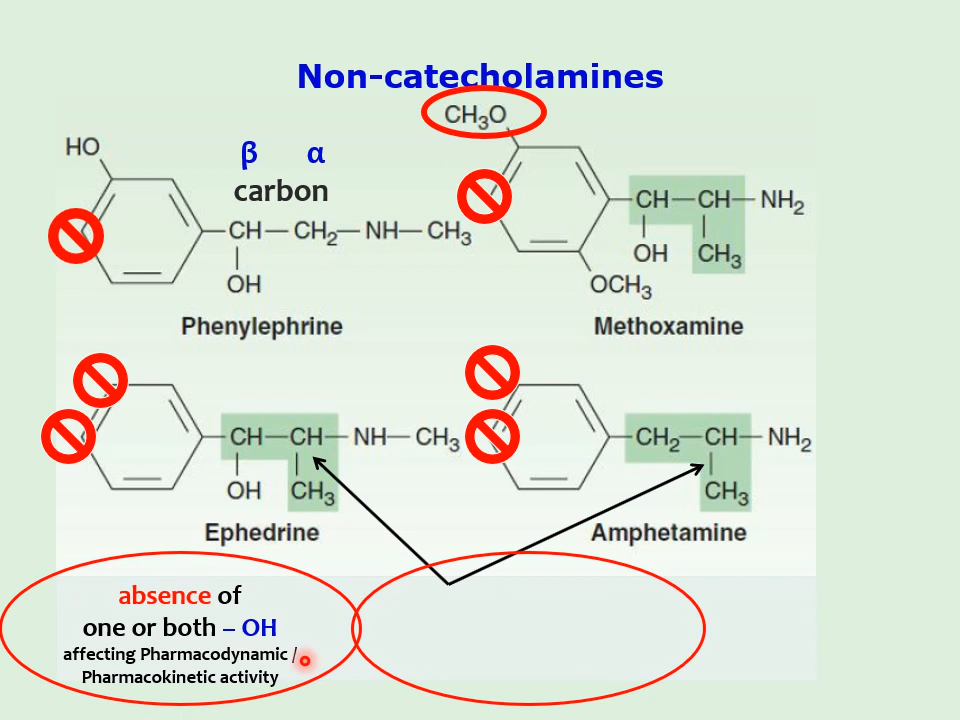 Non-catecholamines
CH₃O
HO
β α
carbon
CH—CH₂—NH—CH₃
OH
Phenylephrine
CH—CH—NH₂
OH CH₃
OCH₃
Methoxamine
CH—CH—NH—CH₃
OH CH₃
Ephedrine
CH₂—CH—NH₂
CH₃
Amphetamine
absence of
one or both – OH
affecting Pharmacodynamic /
Pharmacokinetic activity